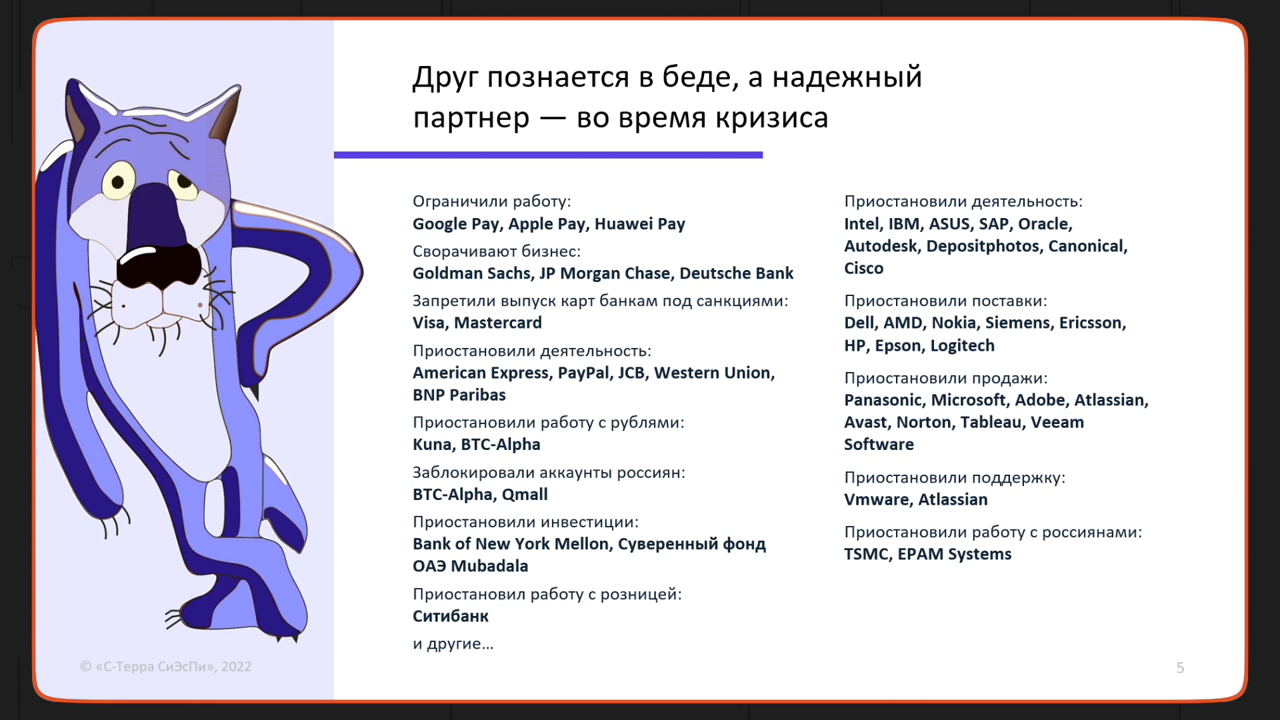 Друг познается в беде, а надежный
партнер — во время кризиса
Ограничили работу:
Google Pay, Apple Pay, Huawei Pay
Сворачивают бизнес:
Goldman Sachs, JP Morgan Chase, Deutsche Bank
Запретили выпуск карт банкам под санкциями:
Visa, Mastercard
Приостановили деятельность:
American Express, PayPal, JCB, Western Union,
BNP Paribas
Приостановили работу с рублями:
Kuna, BTC-Alpha
Заблокировали аккаунты россиян:
BTC-Alpha, Qmall
Приостановили инвестиции:
Bank of New York Mellon, Суверенный фонд
ОАЭ Mubadala
Приостановил работу с розницей:
Ситибанк
и другие...
Приостановили деятельность:
Intel, IBM, ASUS, SAP, Oracle,
Autodesk, Depositphotos, Canonical,
Cisco
Приостановили поставки:
Dell, AMD, Nokia, Siemens, Ericsson,
HP, Epson, Logitech
Приостановили продажи:
Panasonic, Microsoft, Adobe, Atlassian,
Avast, Norton, Tableau, Veeam
Software
Приостановили поддержку:
Vmware, Atlassian
Приостановили работу с россиянами:
TSMC, EPAM Systems
© «С-Терра СиЭсПи», 2022
5